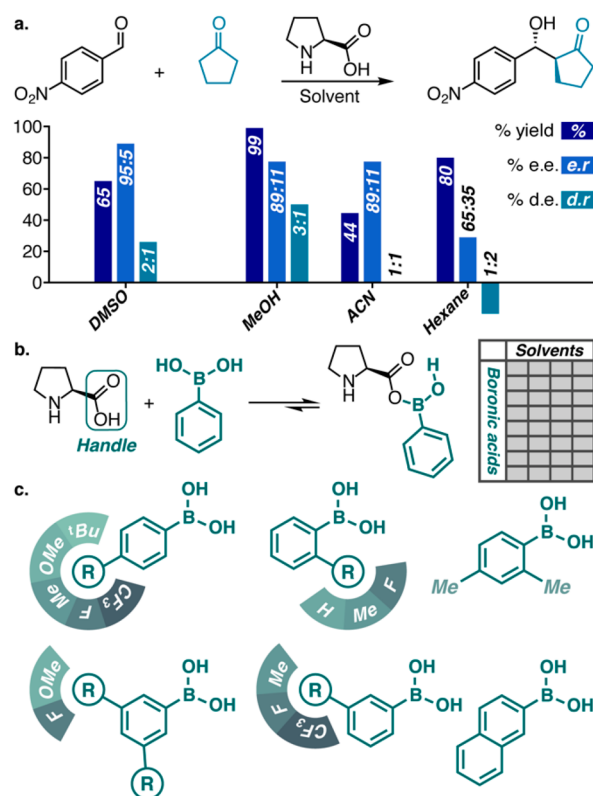 a.
O
O₂N
+
O
N
H
O
OH
Solvent
OH
O
O₂N
100
80
60
40
20
0
65
95:5
2:1
99
89:11
3:1
44
89:11
1:1
80
65:35
1:2
DMSO
MeOH
ACN
Hexane
% yield %
% e.e. e.r
% d.e. d.r
b.
N
H
O
OH
Handle
+
HO OH
B
N
H
O
O
B
O
H
Solvents
Boronic acids
c.
OH
B
OH
R
tBu
OMe
Me
F
CF₃
OH
B
OH
R
H
Me
F
OH
B
OH
Me
Me
OH
B
OH
R
R
OMe
F
OH
B
OH
R
Me
F
CF₃
OH
B
OH